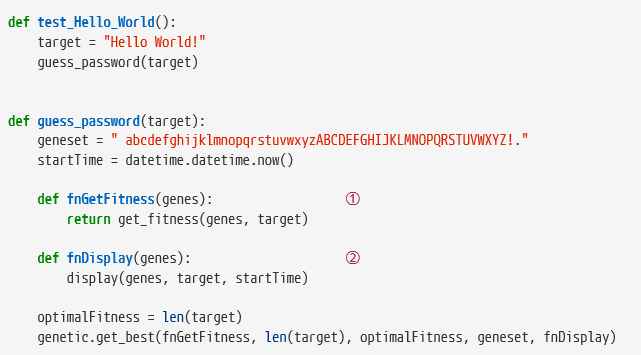 def test_Hello_World():
    target = "Hello World!"
    guess_password(target)
def guess_password(target):
    geneset = " abcdefghijklmnopqrstuvwxyzABCDEFGHIJKLMNOPQRSTUVWXYZ!."
    startTime = datetime.datetime.now()
    def fnGetFitness(genes): ①
        return get_fitness(genes, target)
    def fnDisplay(genes): ②
        display(genes, target, startTime)
    optimalFitness = len(target)
    genetic.get_best(fnGetFitness, len(target), optimalFitness, geneset, fnDisplay)